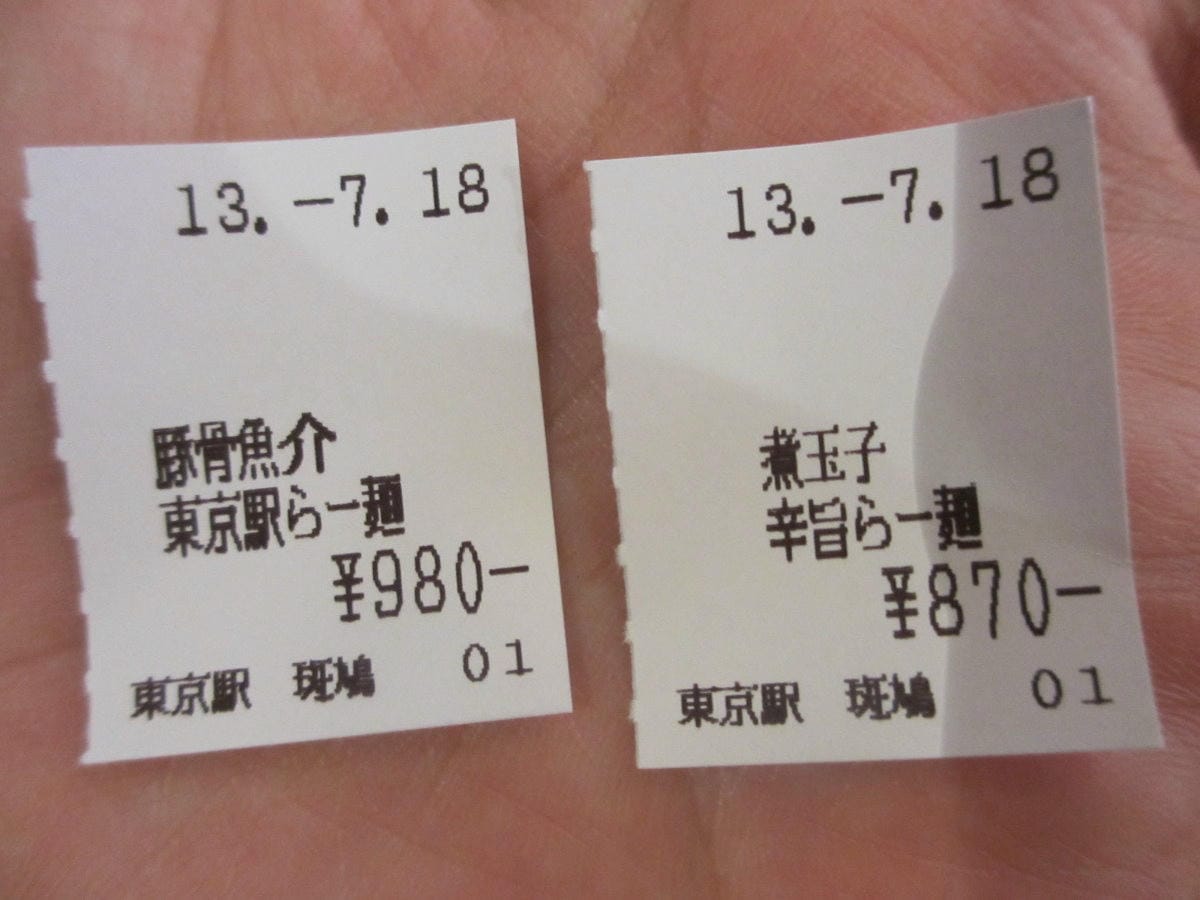 13.-7.18
豚骨魚介
東京駅らー麺
¥980-
東京駅 斑鳩 01
13.-7.18
煮玉子
辛旨らー麺
¥870-
東京駅 斑鳩 01